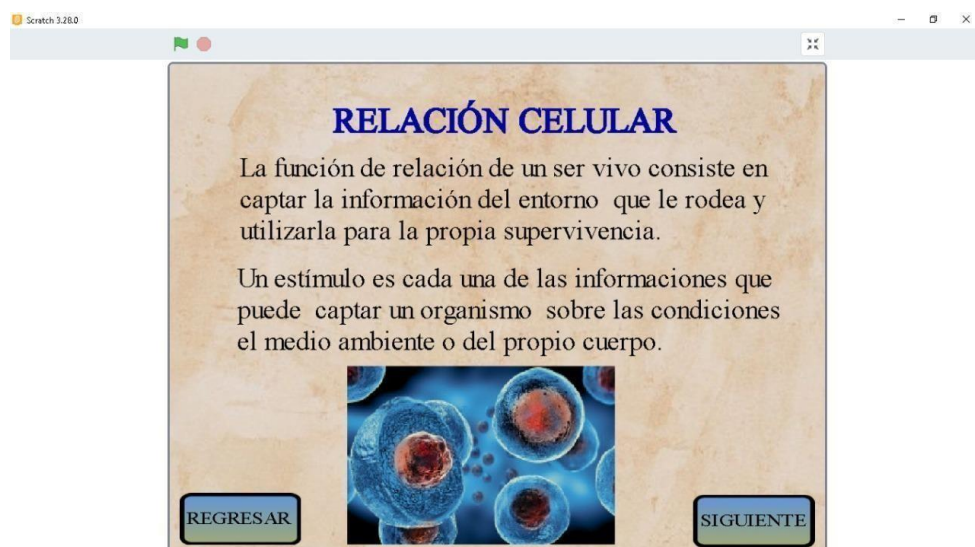 Scratch 3.28.0
RELACIÓN CELULAR
La función de relación de un ser vivo consiste en
captar la información del entorno que le rodea y
utilizarla para la propia supervivencia.
Un estímulo es cada una de las informaciones que
puede captar un organismo sobre las condiciones
el medio ambiente o del propio cuerpo.
REGRESAR
SIGUIENTE